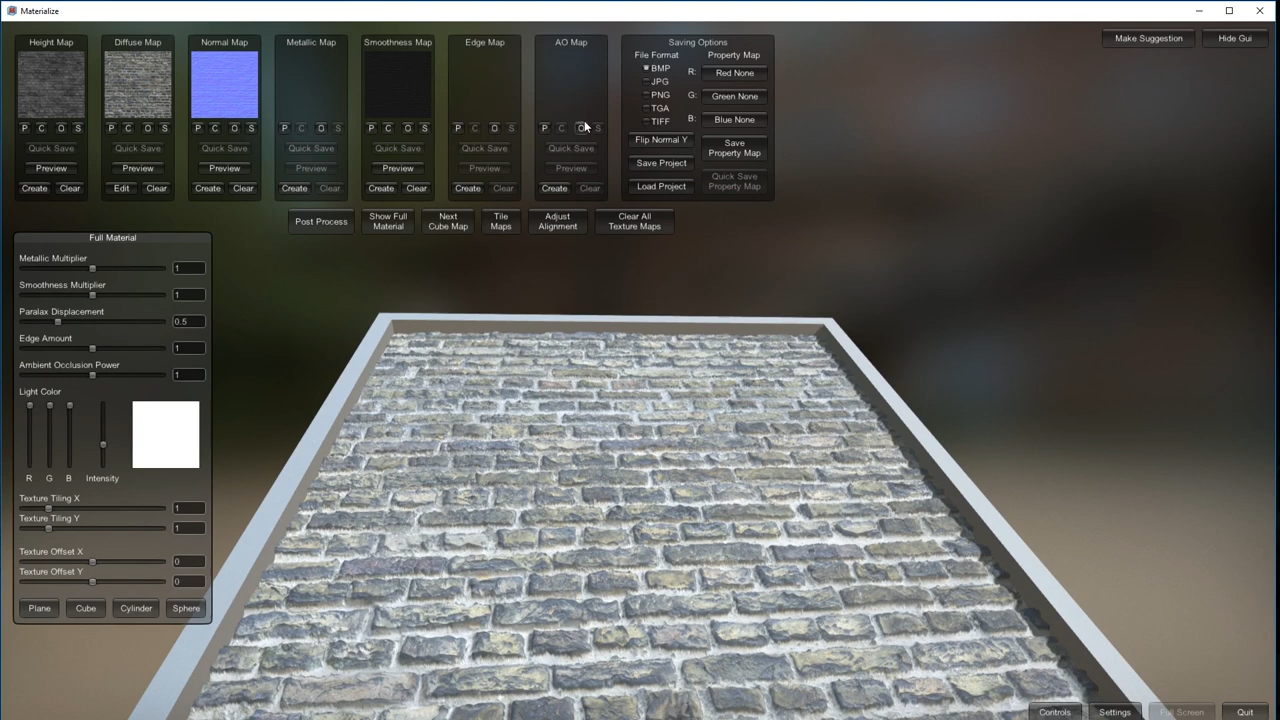 Materialize
Height Map
Diffuse Map
Normal Map
Metallic Map
Smoothness Map
Edge Map
AO Map
Saving Options
Make Suggestion
Hide Gui
File Format
Property Map
BMP
JPG
PNG
TGA
TIFF
R:
Red None
G:
Green None
B:
Blue None
P C O S
P C O S
P C O S
P C O S
P C O S
P C O S
P C O S
Quick Save
Quick Save
Quick Save
Quick Save
Quick Save
Quick Save
Quick Save
Flip Normal Y
Save
Property Map
Preview
Preview
Preview
Preview
Preview
Preview
Preview
Save Project
Create Clear
Edit Clear
Create Clear
Create Clear
Create Clear
Create Clear
Create Clear
Load Project
Quick Save
Property Map
Post Process
Show Full
Material
Next
Cube Map
Tile
Maps
Adjust
Alignment
Clear All
Texture Maps
Full Material
Metallic Multiplier
1
Smoothness Multiplier
1
Paralax Displacement
0.5
Edge Amount
1
Ambient Occlusion Power
1
Light Color
R G B Intensity
Texture Tiling X
1
Texture Tiling Y
1
Texture Offset X
0
Texture Offset Y
0
Plane Cube Cylinder Sphere
Controls Settings Full Screen Quit